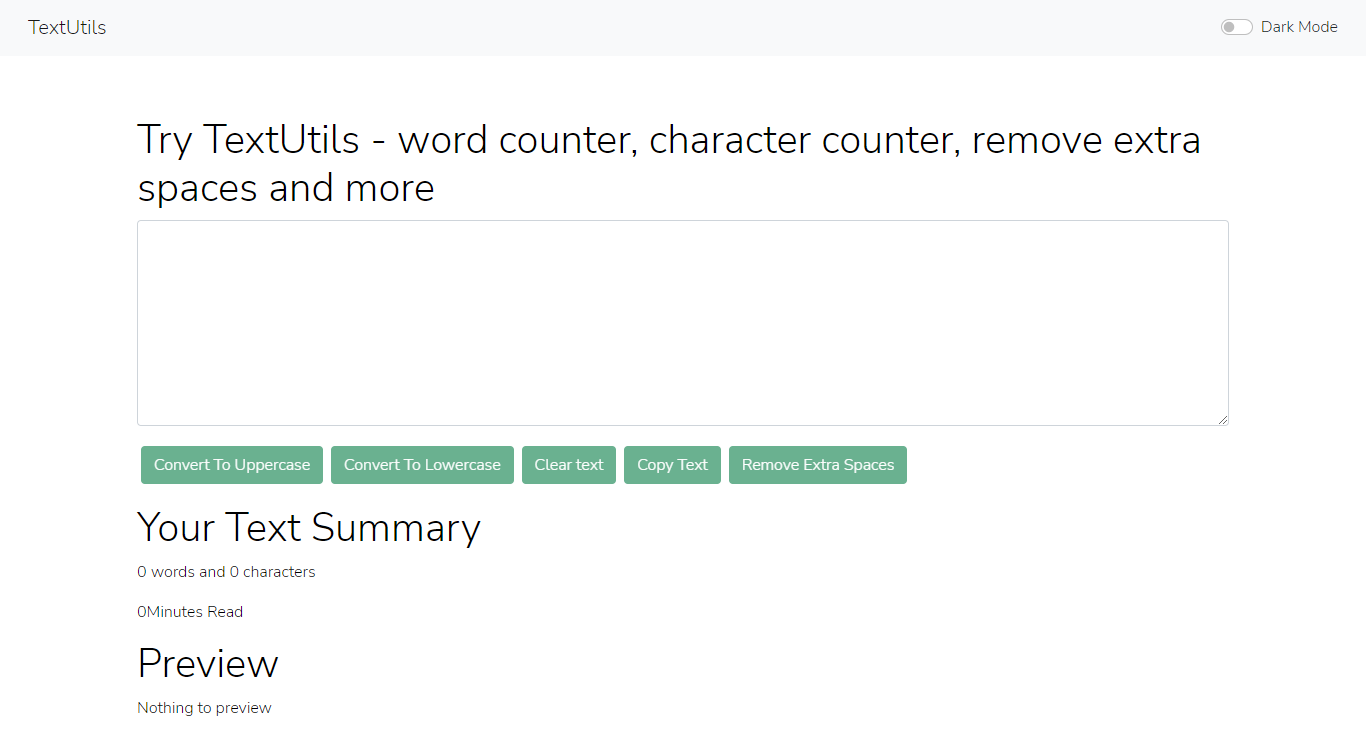 TextUtils
Dark Mode
Try TextUtils - word counter, character counter, remove extra
spaces and more
Convert To Uppercase
Convert To Lowercase
Clear text
Copy Text
Remove Extra Spaces
Your Text Summary
0 words and 0 characters
0Minutes Read
Preview
Nothing to preview